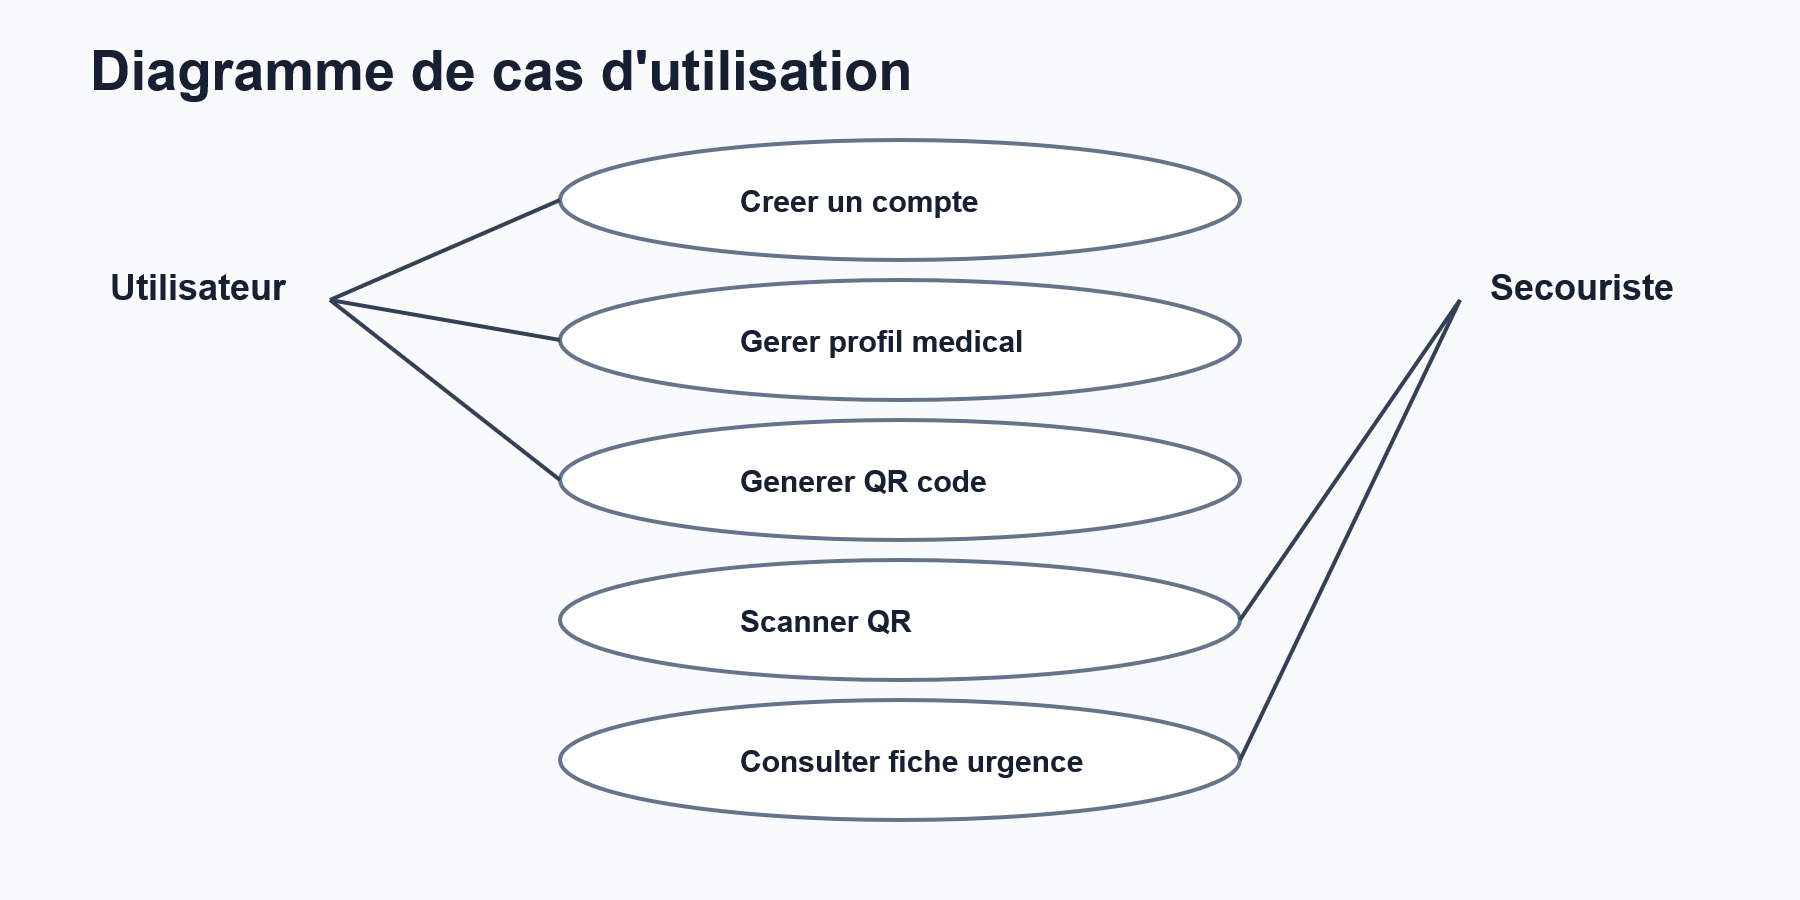 Diagramme de cas d'utilisation
Creer un compte
Utilisateur
Secouriste
Gerer profil medical
Generer QR code
Scanner QR
Consulter fiche urgence